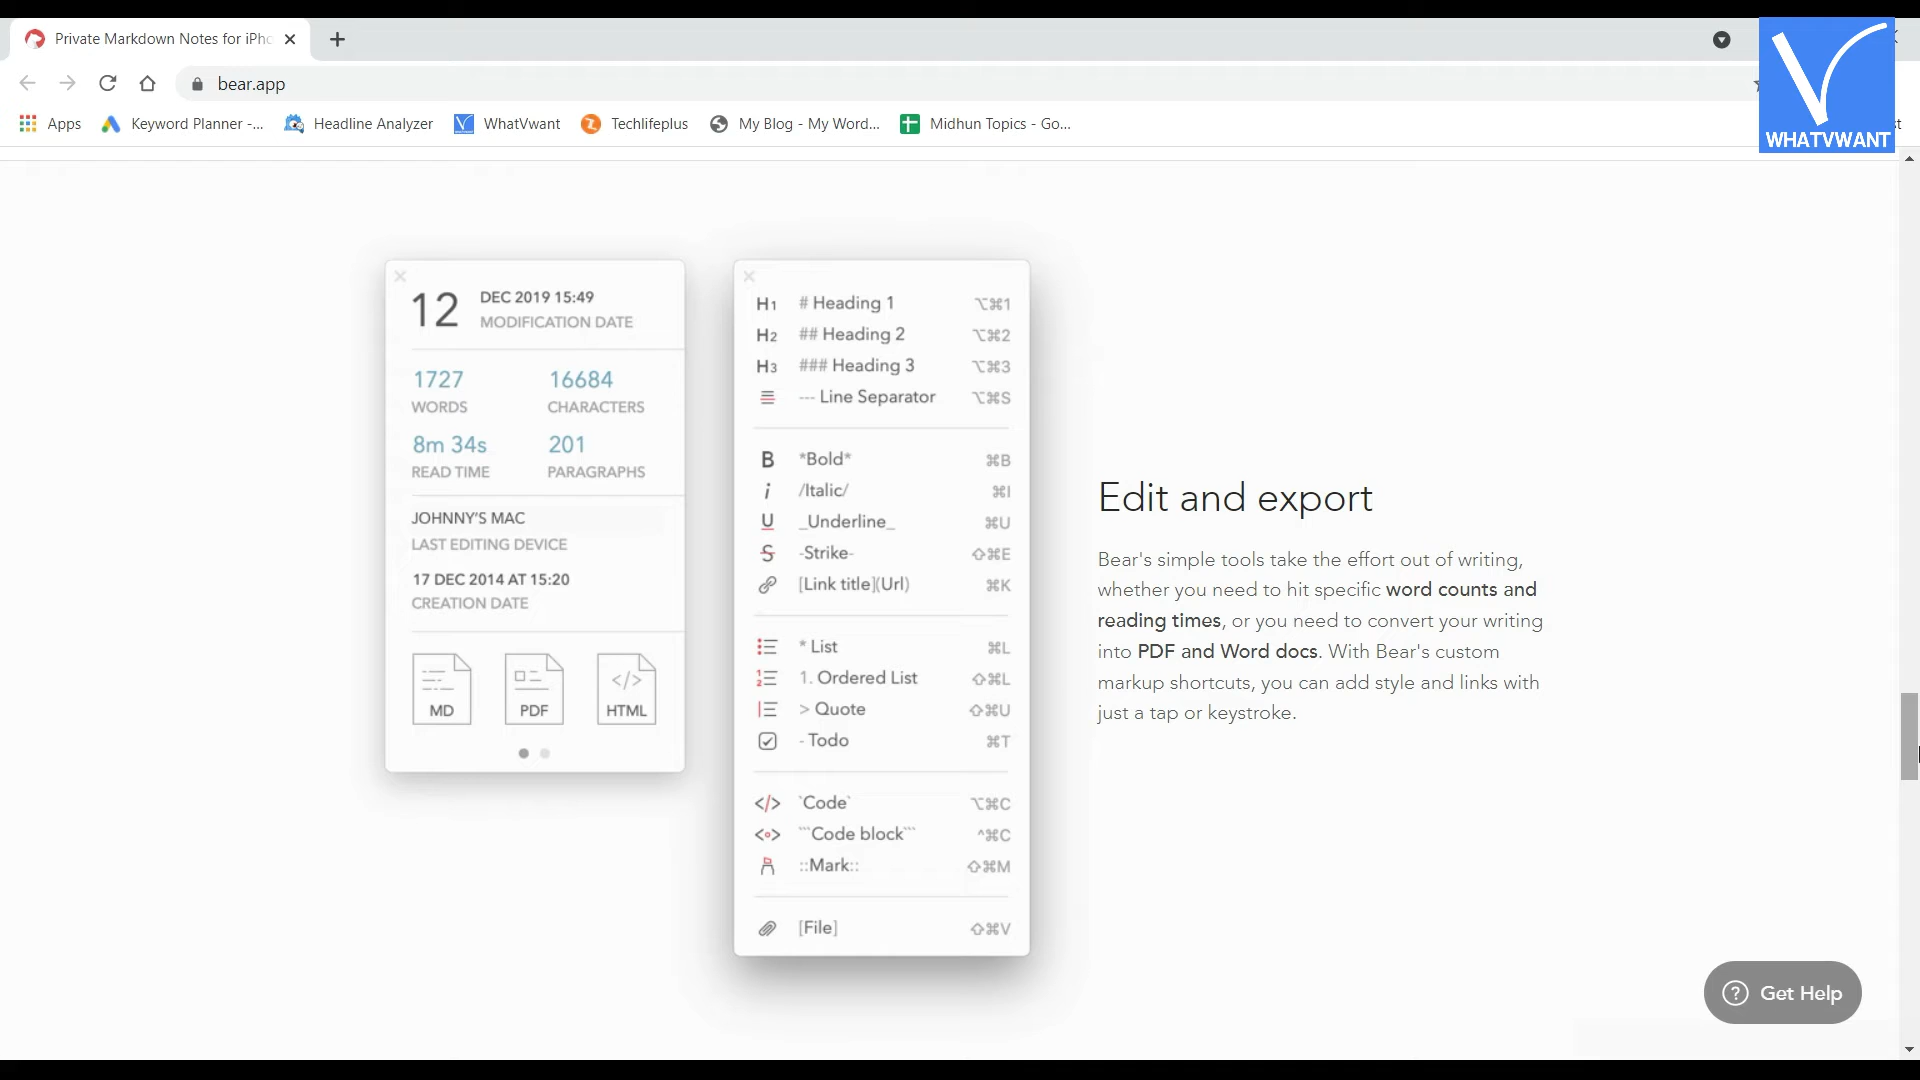 Private Markdown Notes for iPho
bear.app
Apps
Keyword Planner -...
Headline Analyzer
WhatVwant
Techlifeplus
My Blog - My Word...
Midhun Topics - Go...
WHATVWANT
12
DEC 2019 15:49
MODIFICATION DATE
1727
WORDS
16684
CHARACTERS
8m 34s
READ TIME
201
PARAGRAPHS
JOHNNY'S MAC
LAST EDITING DEVICE
17 DEC 2014 AT 15:20
CREATION DATE
MD
PDF
HTML
H1 # Heading 1 ⌥⌘1
H2 ## Heading 2 ⌥⌘2
H3 ### Heading 3 ⌥⌘3
--- Line Separator ⌥⌘S
B *Bold* ⌘B
i /Italic/ ⌘I
U _Underline_ ⌘U
S -Strike- ⇧⌘E
[Link title](Url) ⌘K
* List ⌘L
1. Ordered List ⇧⌘L
> Quote ⇧⌘U
- Todo ⌘T
</> `Code` ⌥⌘C
<o> ```Code block``` ^⌘C
::Mark:: ⇧⌘M
[File] ⇧⌘V
Edit and export
Bear's simple tools take the effort out of writing,
whether you need to hit specific word counts and
reading times, or you need to convert your writing
into PDF and Word docs. With Bear's custom
markup shortcuts, you can add style and links with
just a tap or keystroke.
Get Help